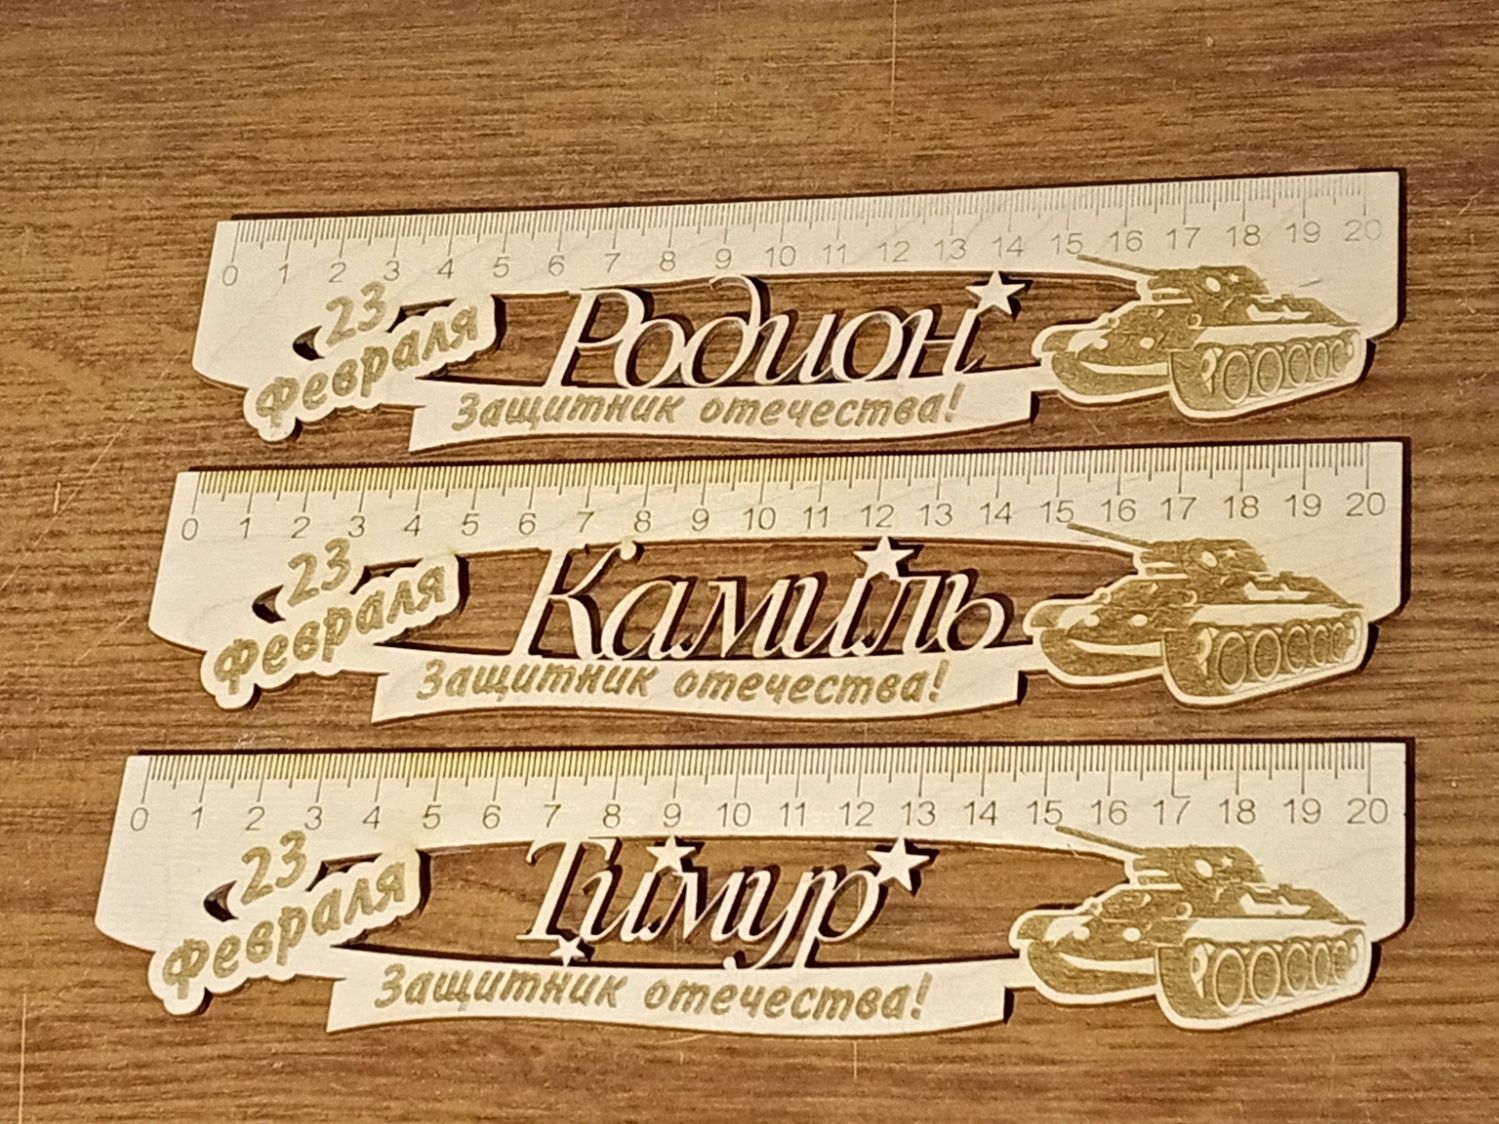 0 1 2 3 4 5 6 7 8 9 10 11 12 13 14 15 16 17 18 19 20
23
февраля
Родион
Защитник отечества!
0 1 2 3 4 5 6 7 8 9 10 11 12 13 14 15 16 17 18 19 20
23
февраля
Камиль
Защитник отечества!
0 1 2 3 4 5 6 7 8 9 10 11 12 13 14 15 16 17 18 19 20
23
февраля
Тимур
Защитник отечества!